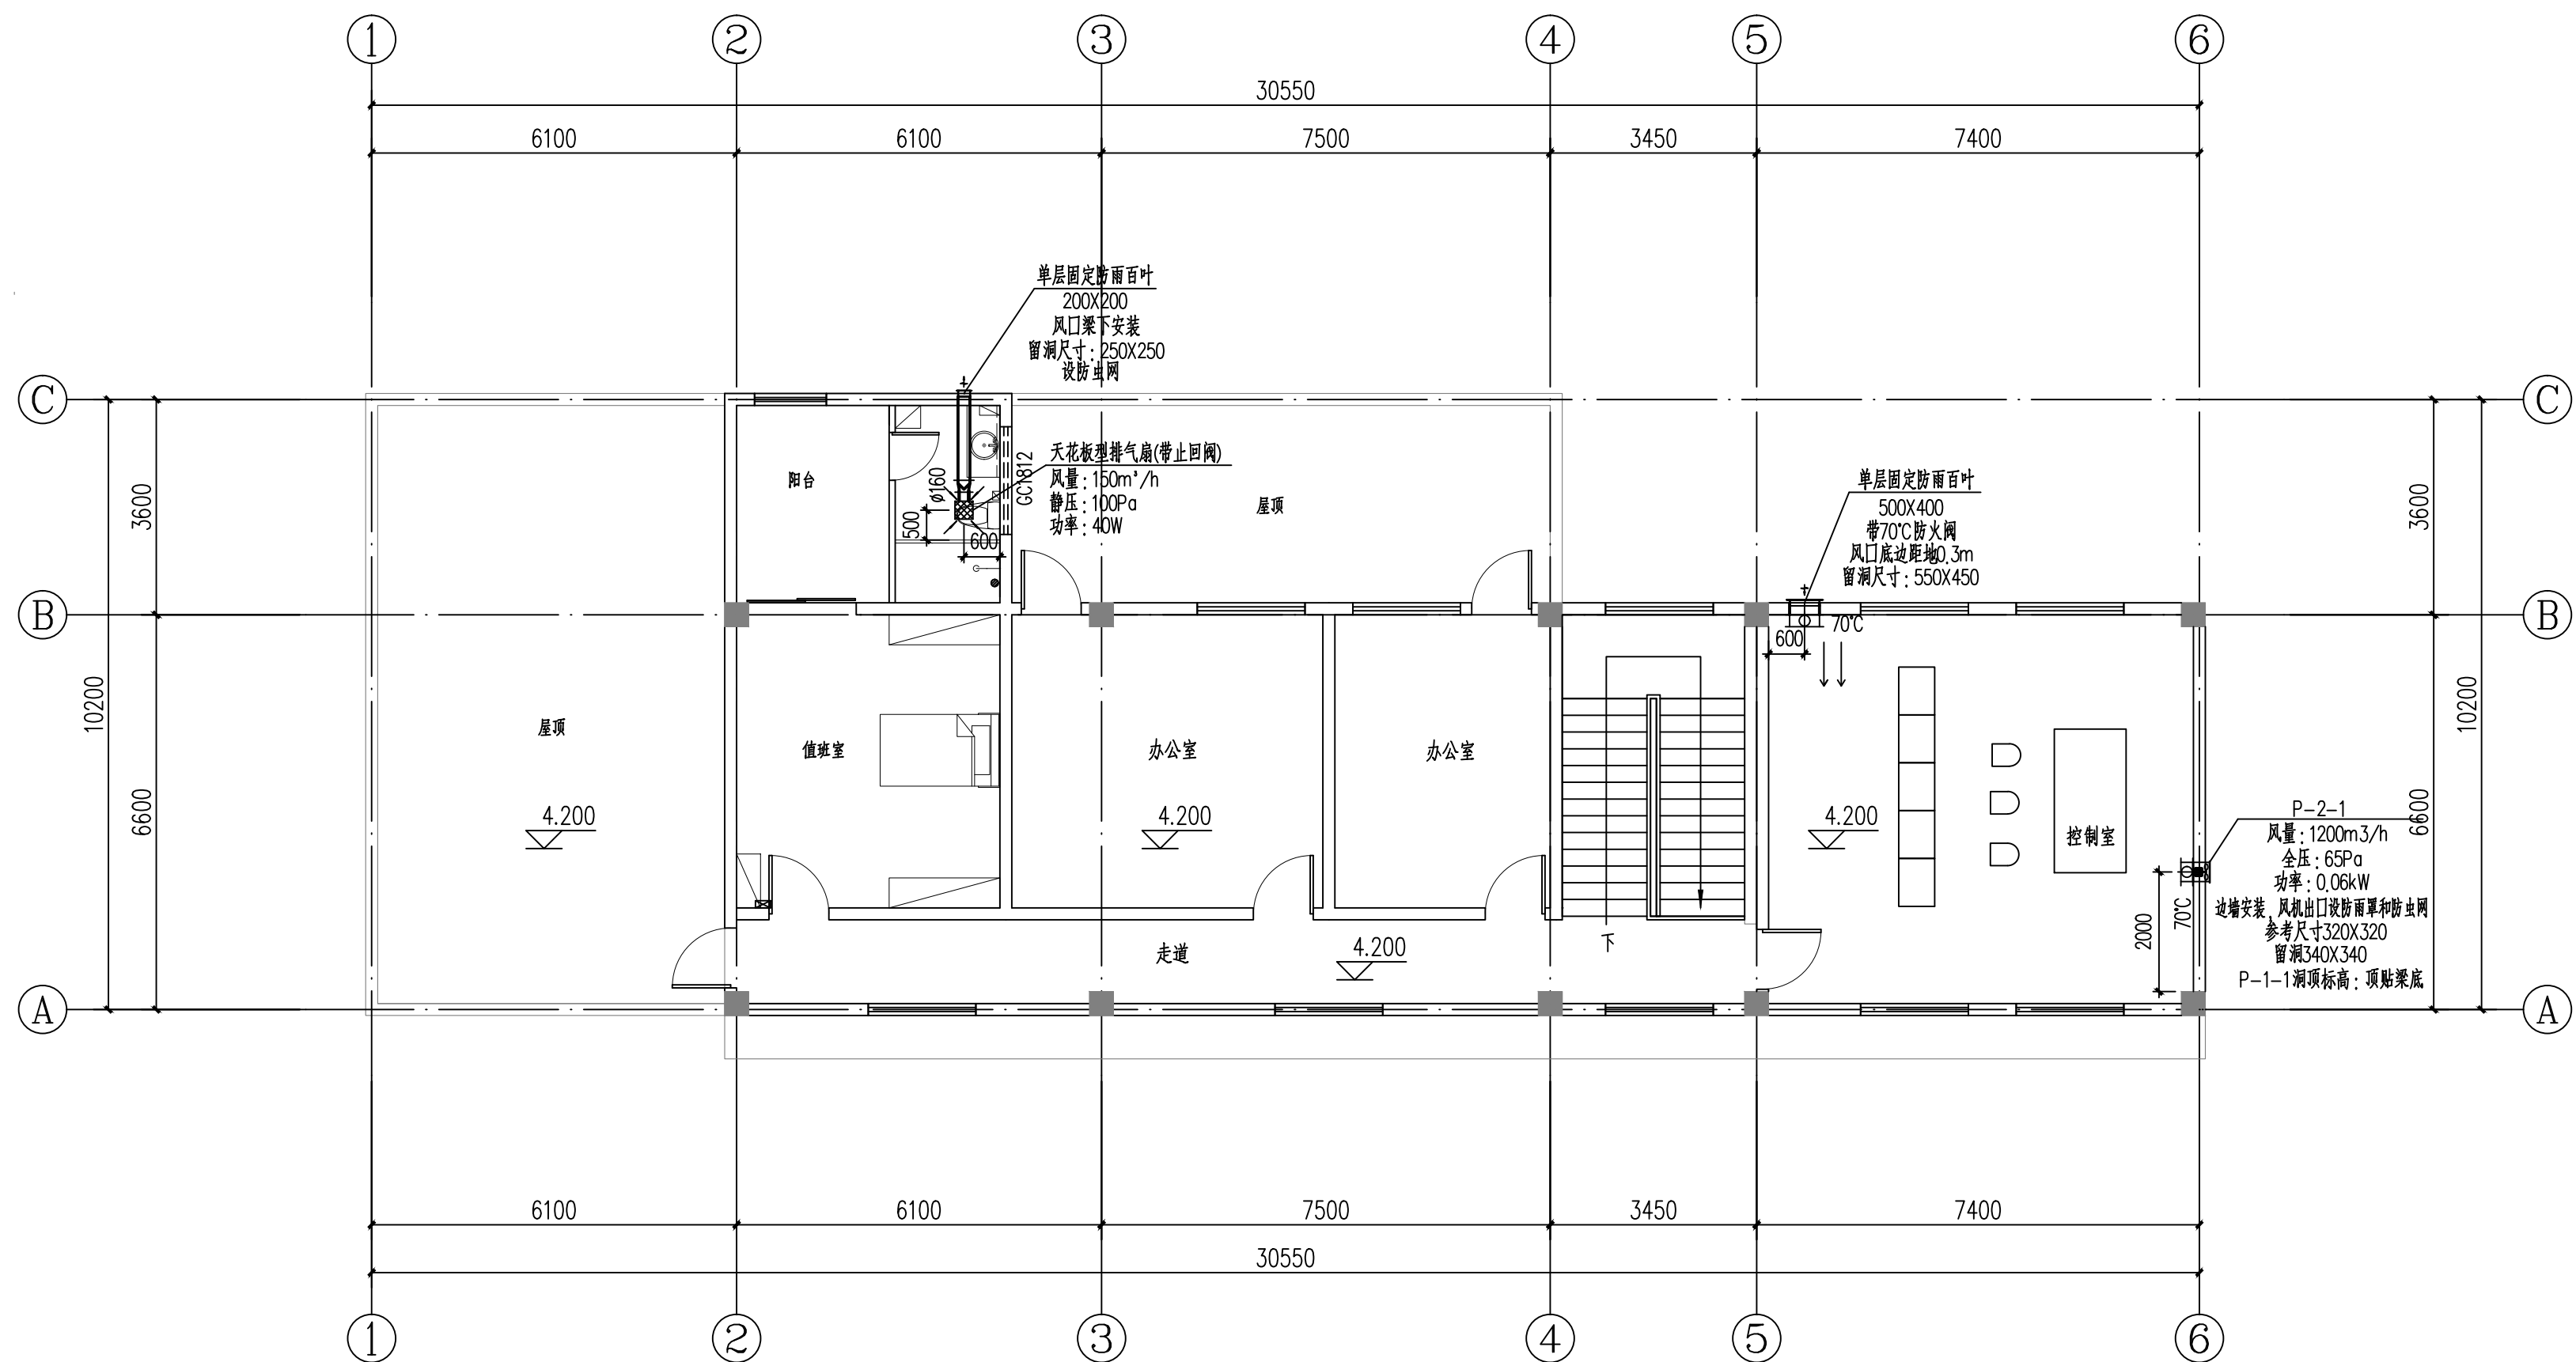 1 2 3 4 5 6
30550
6100 6100 7500 3450 7400
单层固定防雨百叶
200X200
风口梁下安装
留洞尺寸：250X250
设防虫网
C C
天花板型排气扇(带止回阀)
风量：150m³/h
静压：100Pa
功率：40W
GC1812
ø160
500
600
阳台
屋顶
单层固定防雨百叶
500X400
带70℃防火阀
风口底边距地0.3m
留洞尺寸：550X450
3600 3600
B B
70℃
600
10200 10200
6600 6600
屋顶
值班室
办公室
办公室
控制室
4.200
4.200
4.200
P-2-1
风量：1200m3/h
全压：65Pa
功率：0.06kW
边墙安装，风机出口设防雨罩和防虫网
参考尺寸320X320
留洞340X340
P-1-1洞顶标高：顶贴梁底
70℃
2000
走道
4.200
下
A A
6100 6100 7500 3450 7400
30550
1 2 3 4 5 6